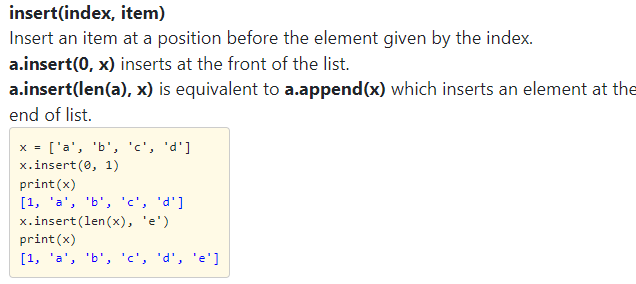 insert(index, item)
Insert an item at a position before the element given by the index.
a.insert(0, x) inserts at the front of the list.
a.insert(len(a), x) is equivalent to a.append(x) which inserts an element at the
end of list.
x = ['a', 'b', 'c', 'd']
x.insert(0, 1)
print(x)
[1, 'a', 'b', 'c', 'd']
x.insert(len(x), 'e')
print(x)
[1, 'a', 'b', 'c', 'd', 'e']